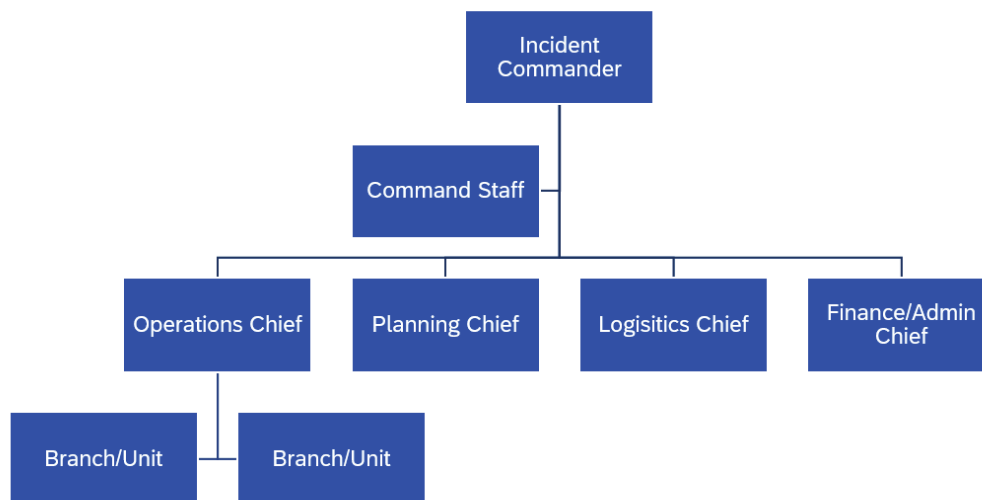 Incident
Commander
Command Staff
Operations Chief
Planning Chief
Logisitics Chief
Finance/Admin
Chief
Branch/Unit
Branch/Unit